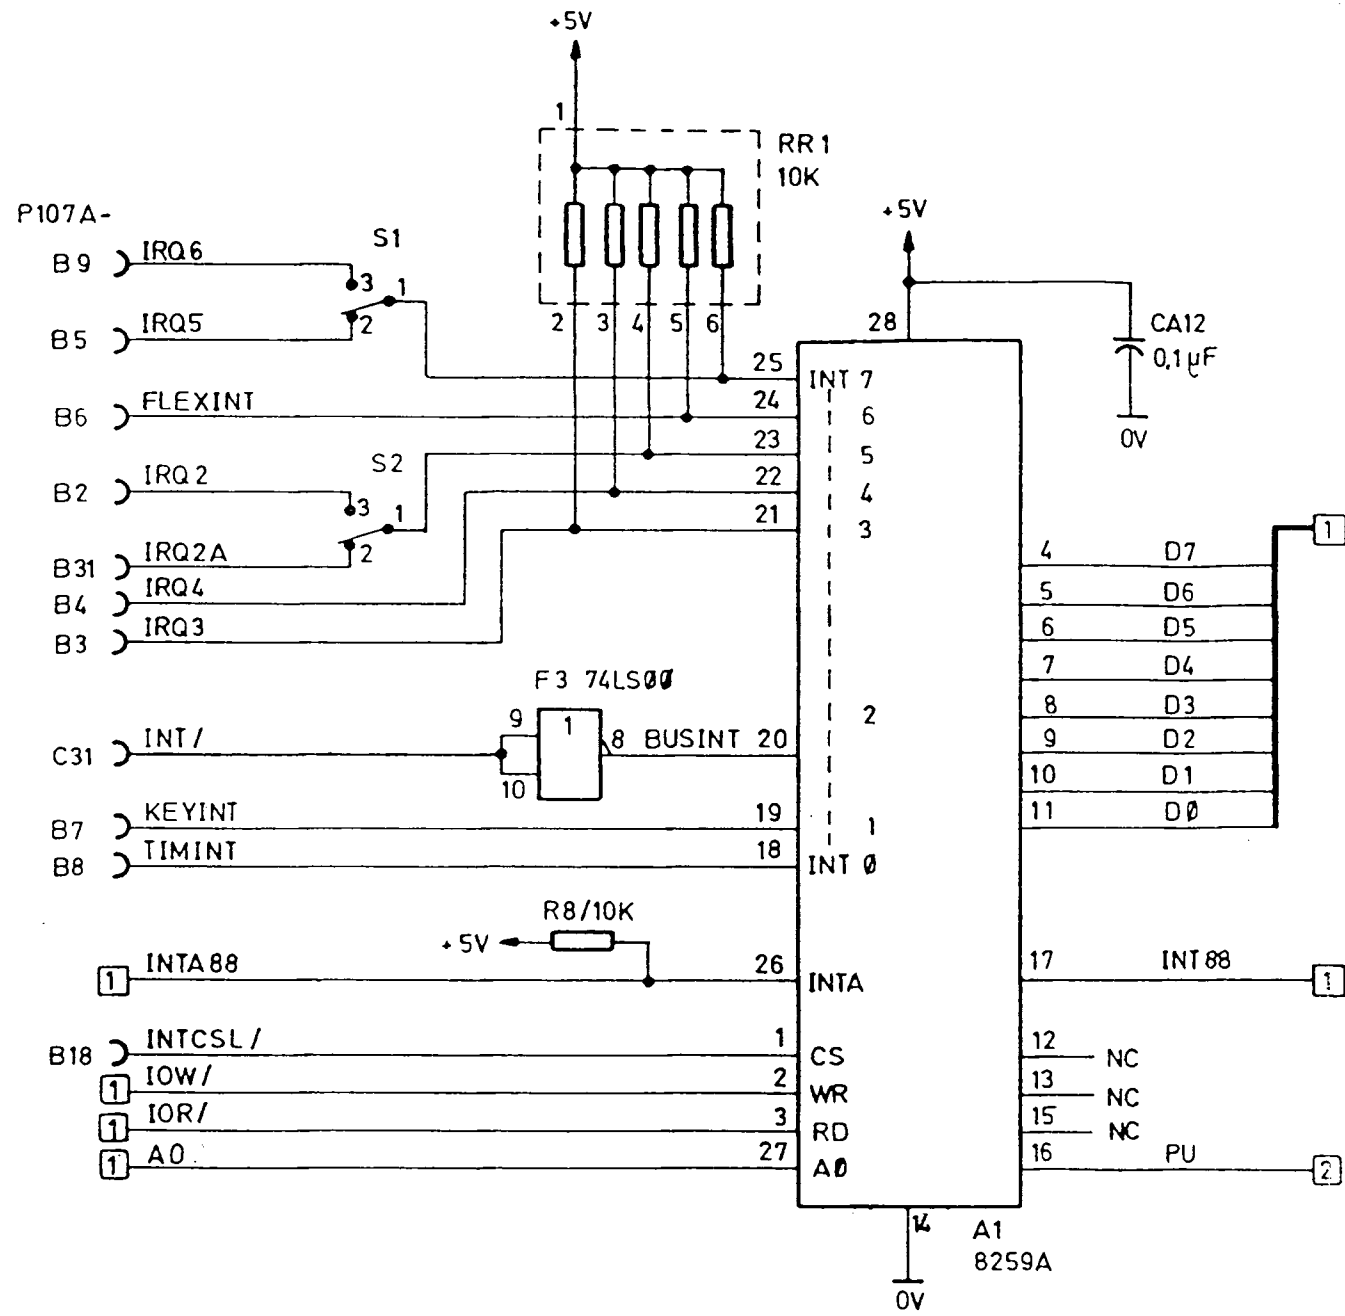 +5V
1
RR1
10K
P107A-
+5V
B9 IRQ6
S1
3
1
2
B5 IRQ5
2 3 4 5 6
28
CA12
0,1µF
0V
25 INT 7
B6 FLEXINT
24 6
23 5
B2 IRQ2
S2
3
1
2
22 4
21 3
B31 IRQ2A
B4 IRQ4
B3 IRQ3
4 D7
1
5 D6
6 D5
7 D4
8 D3
9 D2
10 D1
11 DØ
F3 74LSØØ
C31 INT/
9
10
1
8 BUSINT 20
2
B7 KEYINT
19 1
B8 TIMINT
18 INT Ø
R8/10K
+5V
1 INTA88
26 INTA
17 INT88
1
B18 INTCSL/
1 CS
12 NC
1 IOW/
2 WR
13 NC
1 IOR/
3 RD
15 NC
1 A0
27 AØ
16 PU
2
14
A1
8259A
0V